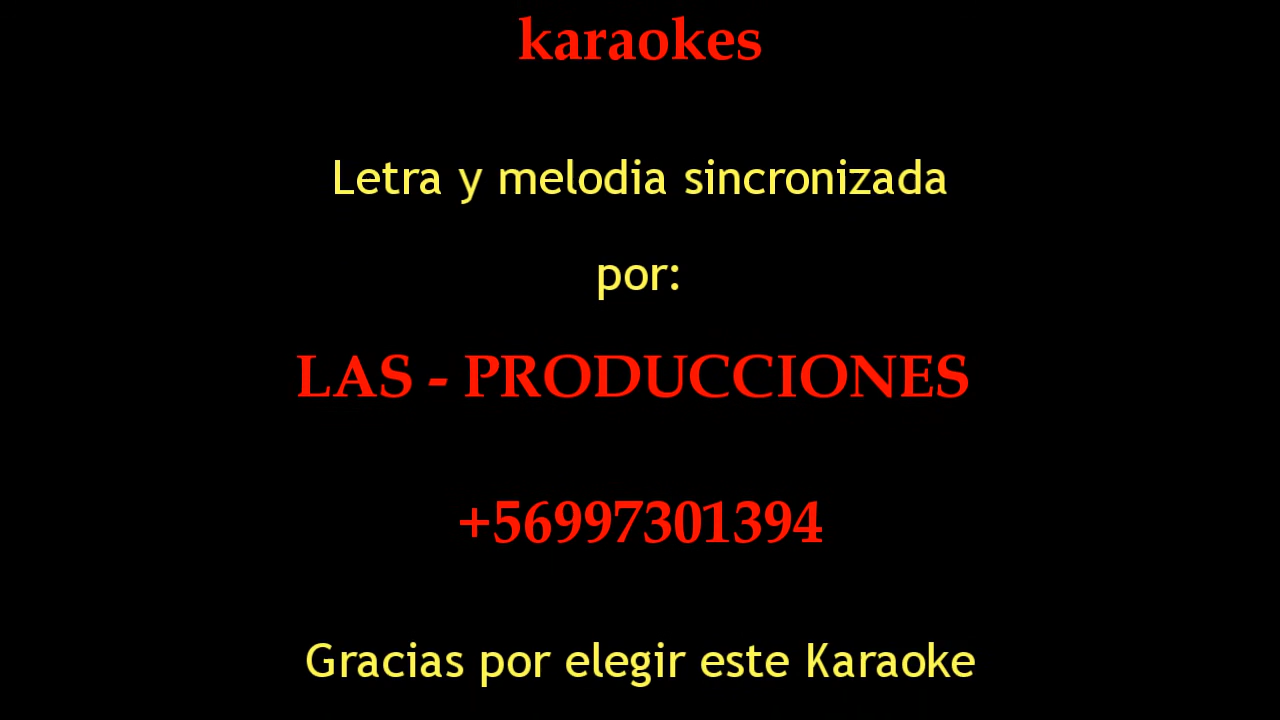 karaokes
Letra y melodia sincronizada
por:
LAS - PRODUCCIONES
+56997301394
Gracias por elegir este Karaoke